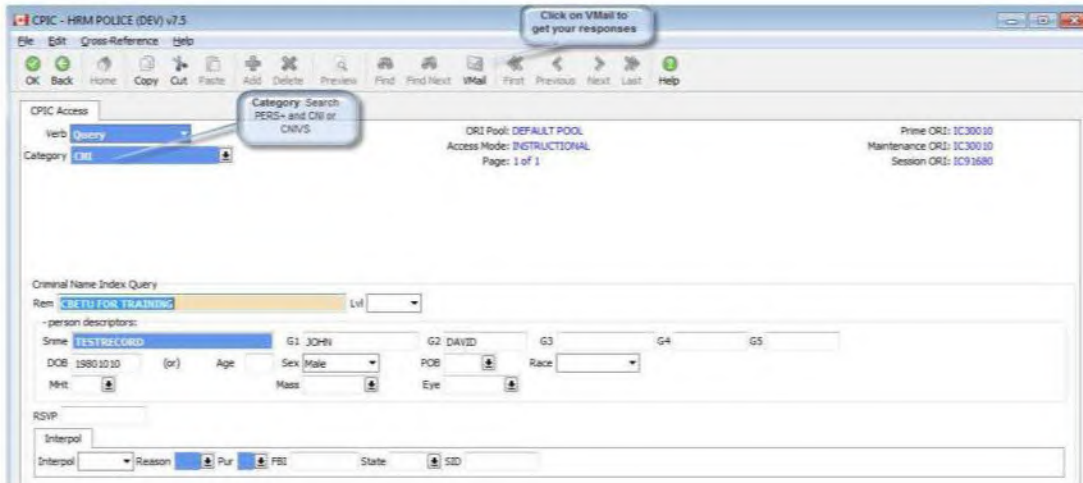 CPIC - HRM POLICE (DEV) v7.5
Click on VMail to
get your responses
File Edit Cross-Reference Help
OK Back Home Copy Cut Paste Add Delete Preview Find Find Next VMail First Previous Next Last Help
Category Search
PERS+ and CNI or
CNIVS
CPIC Access
Verb Query
Category CNI
ORI Pool: DEFAULT POOL
Access Mode: INSTRUCTIONAL
Page: 1 of 1
Prime ORI: IC30010
Maintenance ORI: IC30010
Session ORI: IC91680
Criminal Name Index Query
Rem CBETU FOR TRAINING Lvl
- person descriptors:
Snme TESTRECORD G1 JOHN G2 DAVID G3 G4 G5
DOB 19801010 (or) Age Sex Male POB Race
MHt Mass Eye
RSVP
Interpol
Interpol Reason Pur FBI State SID